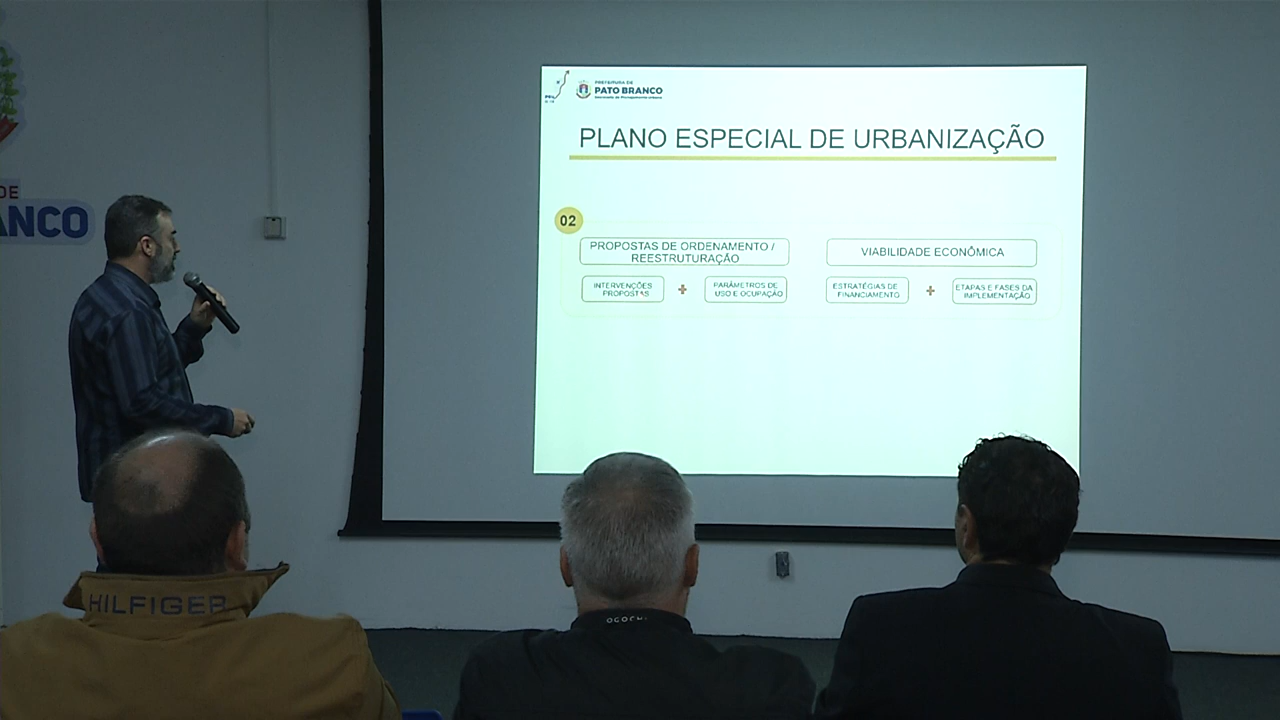 PREFEITURA DE
PATO BRANCO
PLANO ESPECIAL DE URBANIZAÇÃO
02
PROPOSTAS DE ORDENAMENTO /
REESTRUTURAÇÃO
VIABILIDADE ECONÔMICA
INTERVENÇÕES
PROPOSTAS
+
PARÂMETROS DE
USO E OCUPAÇÃO
ESTRATÉGIAS DE
FINANCIAMENTO
+
ETAPAS E FASES DA
IMPLEMENTAÇÃO
DE
ANCO
HILFIGER